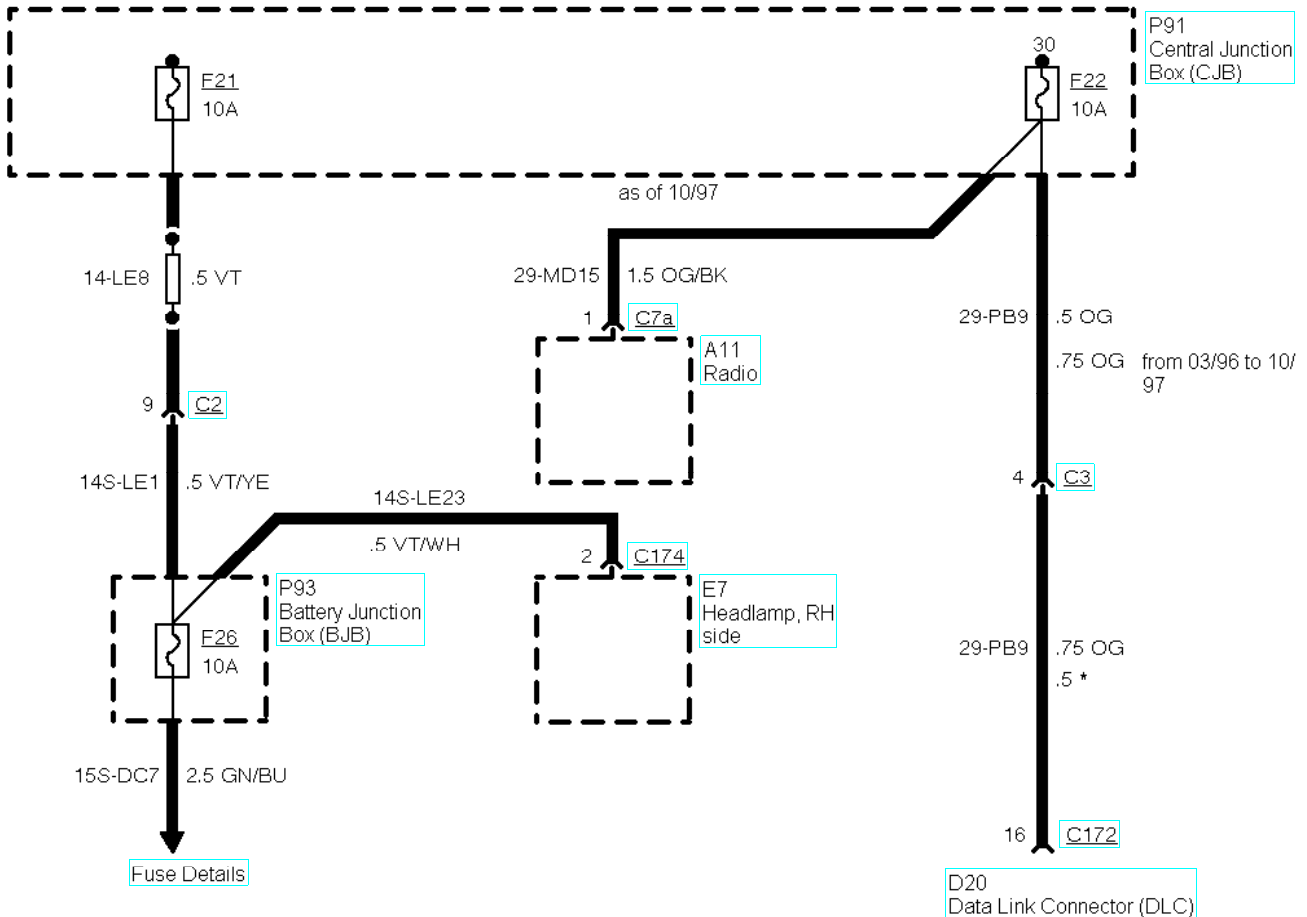 P91
Central Junction
Box (CJB)
30
F21
10A
F22
10A
as of 10/97
14-LE8
.5 VT
29-MD15
1.5 OG/BK
1
C7a
29-PB9
.5 OG
A11
Radio
.75 OG
from 03/96 to 10/
97
9
C2
14S-LE1
.5 VT/YE
4
C3
14S-LE23
.5 VT/WH
2
C174
P93
Battery Junction
Box (BJB)
F26
10A
E7
Headlamp, RH
side
29-PB9
.75 OG
.5 *
15S-DC7
2.5 GN/BU
16
C172
Fuse Details
D20
Data Link Connector (DLC)